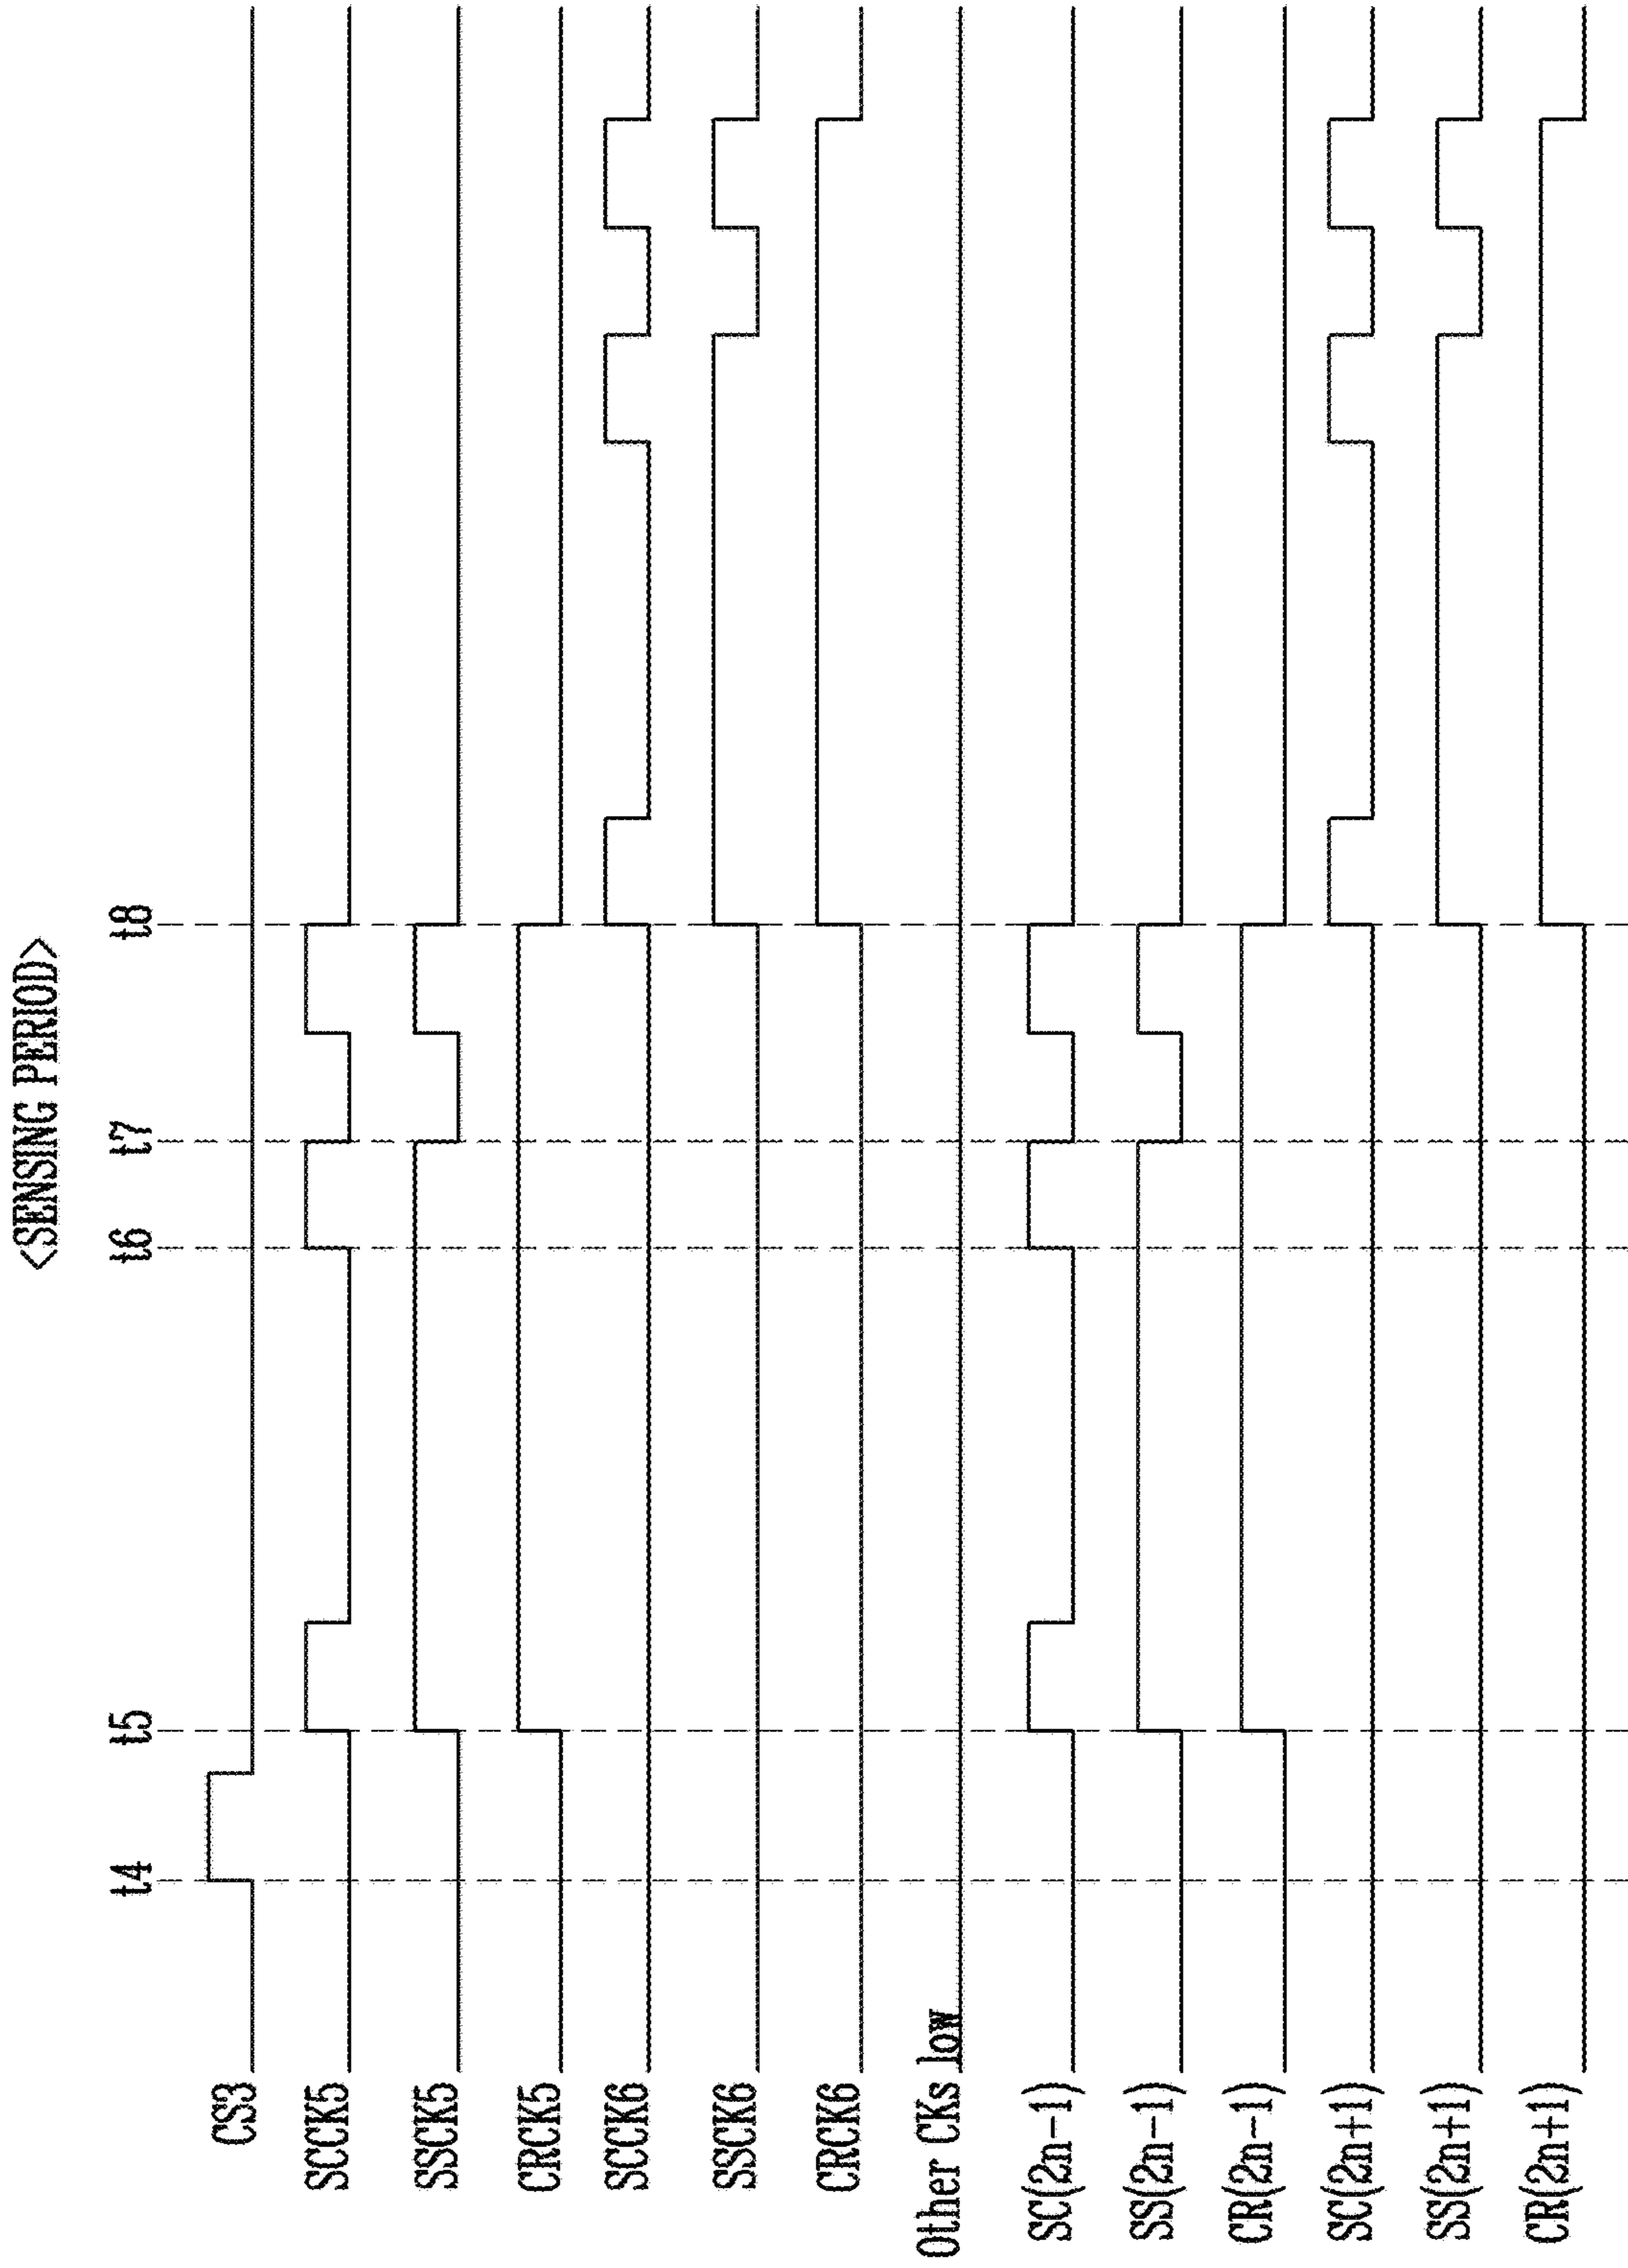 <SENSING PERIOD>
t4 t5 t6 t7 t8
CS3
SCCK5
SSCK5
CRCK5
SCCK6
SSCK6
CRCK6
Other CKs low
SC(2n-1)
SS(2n-1)
CR(2n-1)
SC(2n+1)
SS(2n+1)
CR(2n+1)